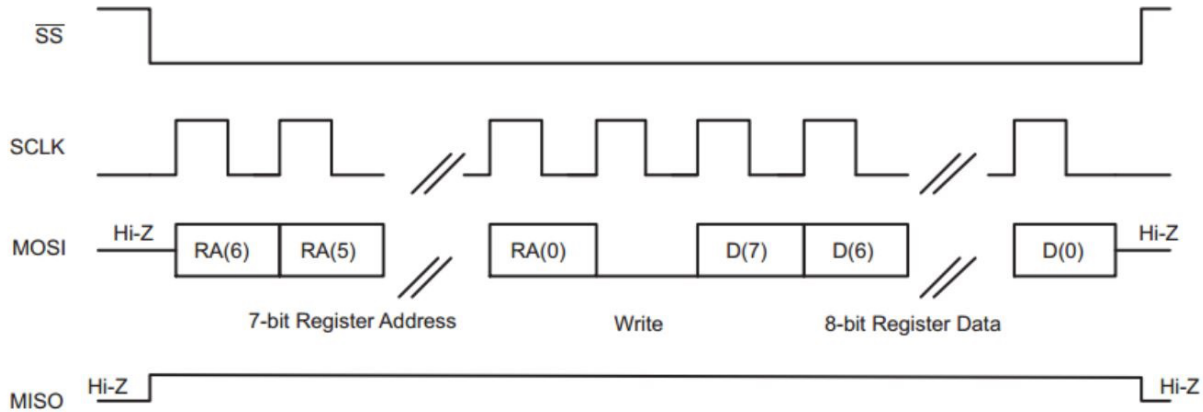 SS
SCLK
Hi-Z Hi-Z
MOSI RA(6) RA(5) RA(0) D(7) D(6) D(0)
7-bit Register Address Write 8-bit Register Data
Hi-Z Hi-Z
MISO